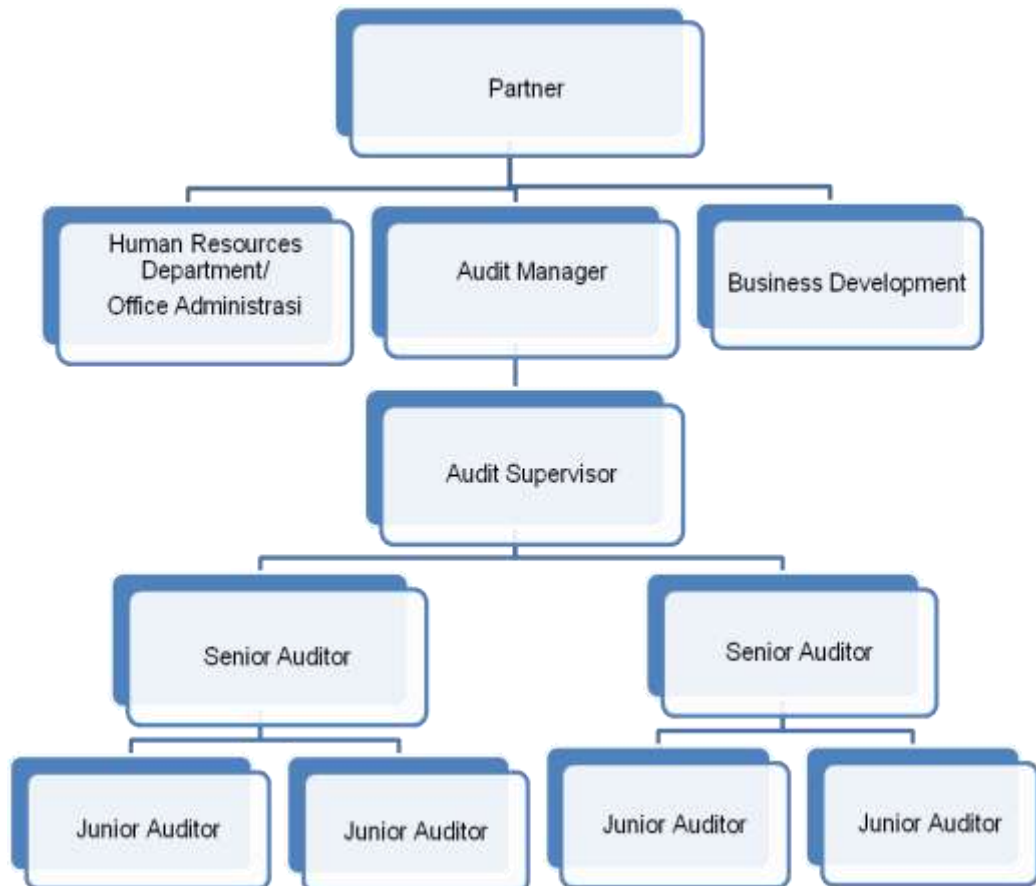 Partner
Human Resources
Department/
Office Administrasi
Audit Manager
Business Development
Audit Supervisor
Senior Auditor
Senior Auditor
Junior Auditor
Junior Auditor
Junior Auditor
Junior Auditor